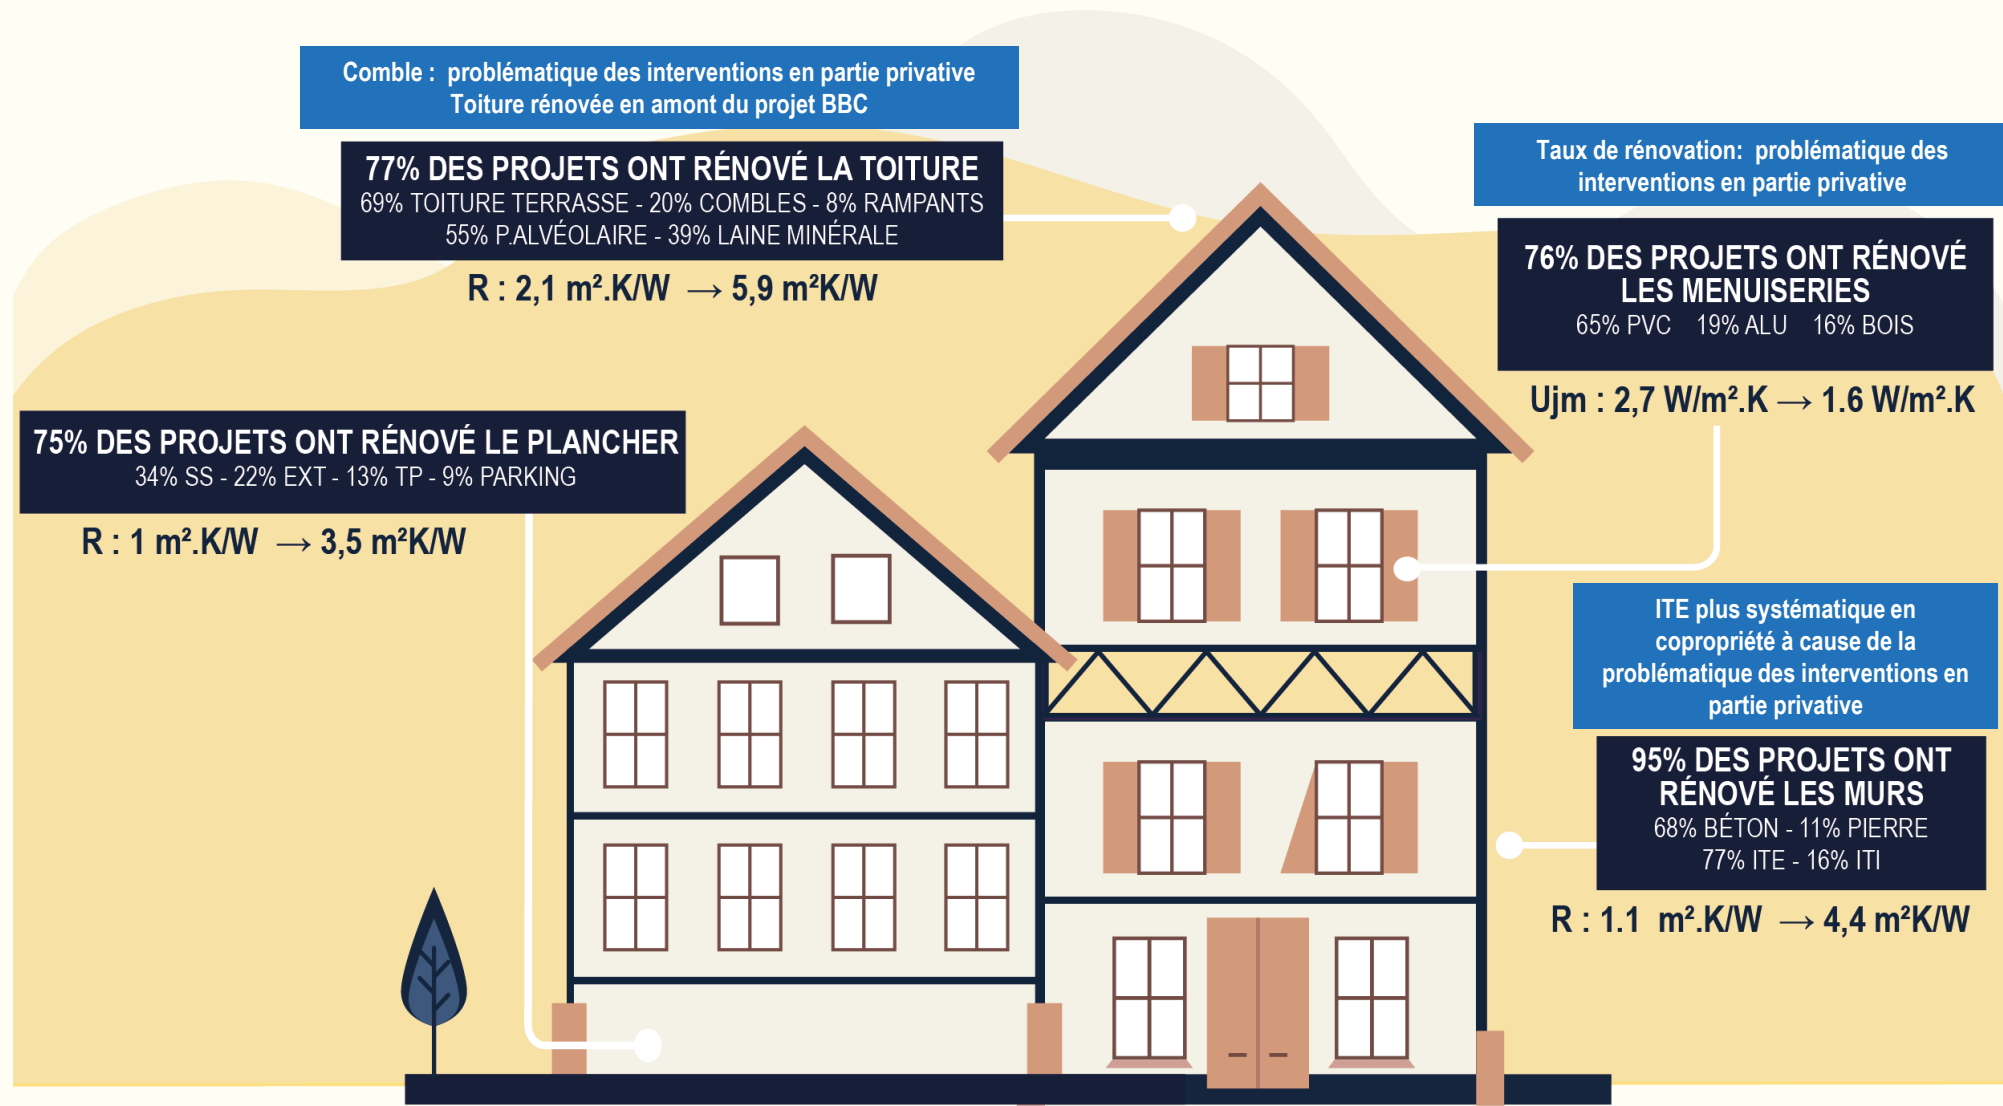 Comble :  problématique des interventions en partie privative
Toiture rénovée en amont du projet BBC
77% DES PROJETS ONT RÉNOVÉ LA TOITURE
69% TOITURE TERRASSE - 20% COMBLES - 8% RAMPANTS
55% P.ALVÉOLAIRE - 39% LAINE MINÉRALE
R : 2,1 m².K/W → 5,9 m²K/W
Taux de rénovation:  problématique des
interventions en partie privative
76% DES PROJETS ONT RÉNOVÉ
LES MENUISERIES
65% PVC 19% ALU 16% BOIS
Ujm : 2,7 W/m².K → 1.6 W/m².K
75% DES PROJETS ONT RÉNOVÉ LE PLANCHER
34% SS - 22% EXT - 13% TP - 9% PARKING
R : 1 m².K/W → 3,5 m²K/W
ITE plus systématique en
copropriété à cause de la
problématique des interventions en
partie privative
95% DES PROJETS ONT
RÉNOVÉ LES MURS
68% BÉTON - 11% PIERRE
77% ITE - 16% ITI
R : 1.1  m².K/W → 4,4 m²K/W